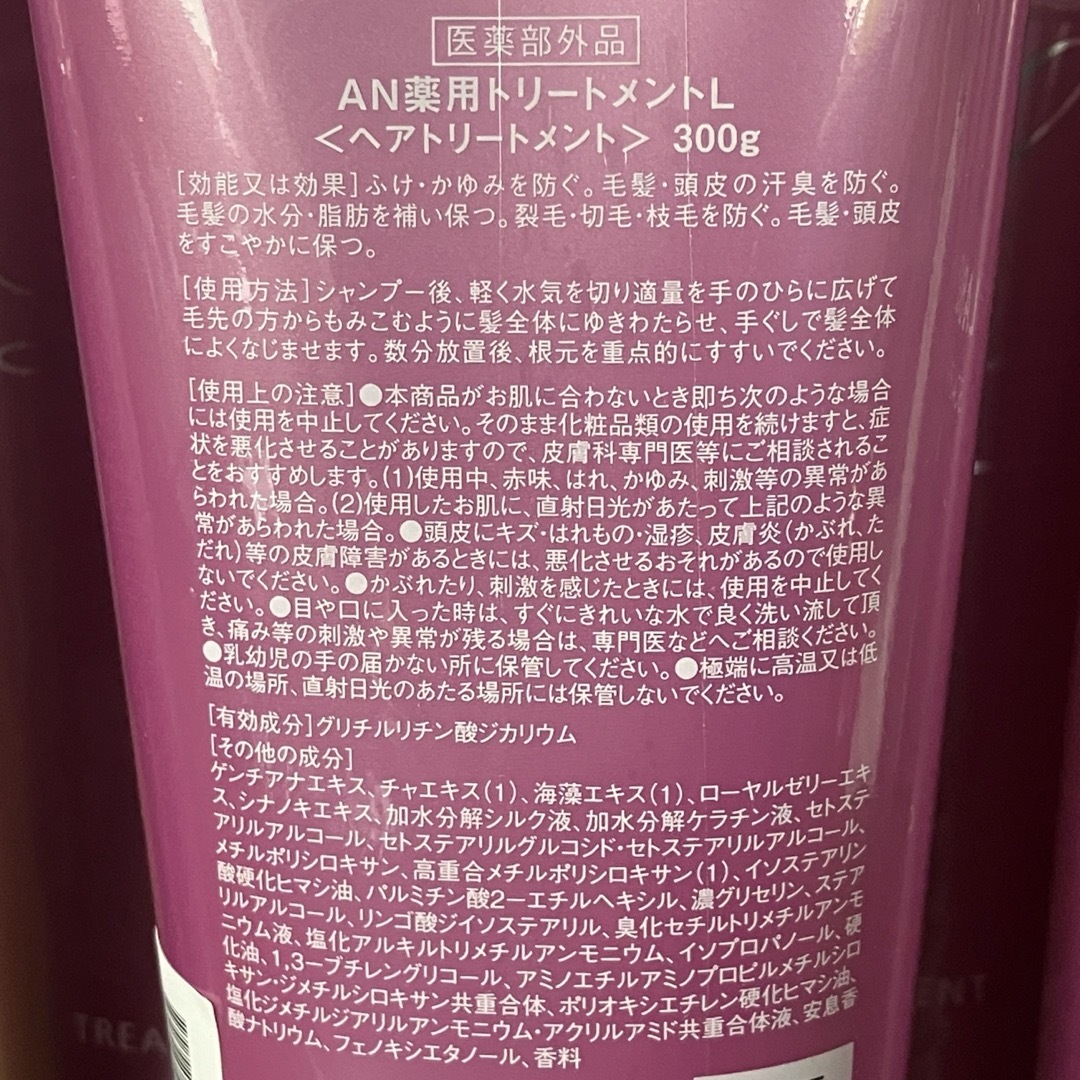 医薬部外品
AN薬用トリートメントL
<ヘアトリートメント> 300g
[効能又は効果]ふけ・かゆみを防ぐ。毛髪・頭皮の汗臭を防ぐ。
毛髪の水分・脂肪を補い保つ。裂毛・切毛・枝毛を防ぐ。毛髪・頭皮
をすこやかに保つ。
[使用方法]シャンプー後、軽く水気を切り適量を手のひらに広げて
毛先の方からもみこむように髪全体にゆきわたらせ、手ぐしで髪全体
によくなじませます。数分放置後、根元を重点的にすすいでください。
[使用上の注意]●本商品がお肌に合わないとき即ち次のような場合
には使用を中止してください。そのまま化粧品類の使用を続けますと、症
状を悪化させることがありますので、皮膚科専門医等にご相談されるこ
とをおすすめします。(1)使用中、赤味、はれ、かゆみ、刺激等の異常があ
らわれた場合。(2)使用したお肌に、直射日光があたって上記のような異
常があらわれた場合。●頭皮にキズ・はれもの・湿疹、皮膚炎(かぶれ、た
だれ)等の皮膚障害があるときには、悪化させるおそれがあるので使用し
ないでください。●かぶれたり、刺激を感じたときには、使用を中止してく
ださい。●目や口に入った時は、すぐにきれいな水で良く洗い流して頂
き、痛み等の刺激や異常が残る場合は、専門医などへご相談ください。
●乳幼児の手の届かない所に保管してください。●極端に高温又は低
温の場所、直射日光のあたる場所には保管しないでください。
[有効成分]グリチルリチン酸ジカリウム
[その他の成分]
ゲンチアナエキス、チャエキス(1)、海藻エキス(1)、ローヤルゼリーエキ
ス、シナノキエキス、加水分解シルク液、加水分解ケラチン液、セトステ
アリルアルコール、セトステアリルグルコシド・セトステアリルアルコール、
メチルポリシロキサン、高重合メチルポリシロキサン(1)、イソステアリン
酸硬化ヒマシ油、パルミチン酸2-エチルヘキシル、濃グリセリン、ステア
リルアルコール、リンゴ酸ジイソステアリル、臭化セチルトリメチルアンモ
ニウム液、塩化アルキルトリメチルアンモニウム、イソプロパノール、硬
化油、1,3-ブチレングリコール、アミノエチルアミノプロピルメチルシロ
キサン・ジメチルシロキサン共重合体、ポリオキシエチレン硬化ヒマシ油、
塩化ジメチルジアリルアンモニウム・アクリルアミド共重合体液、安息香
酸ナトリウム、フェノキシエタノール、香料